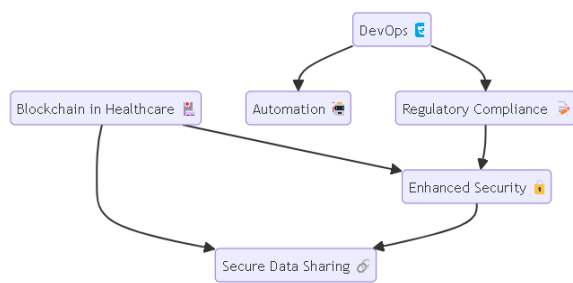 DevOps
Blockchain in Healthcare
Automation
Regulatory Compliance
Enhanced Security
Secure Data Sharing